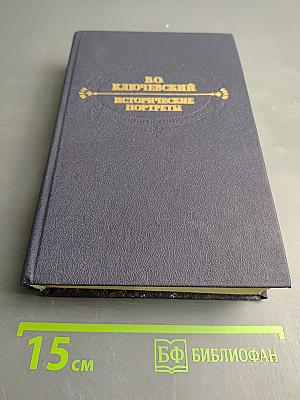 В.О.
КЛЮЧЕВСКИЙ
ИСТОРИЧЕСКИЕ
ПОРТРЕТЫ
15 см
БФ БИБЛИОФАН